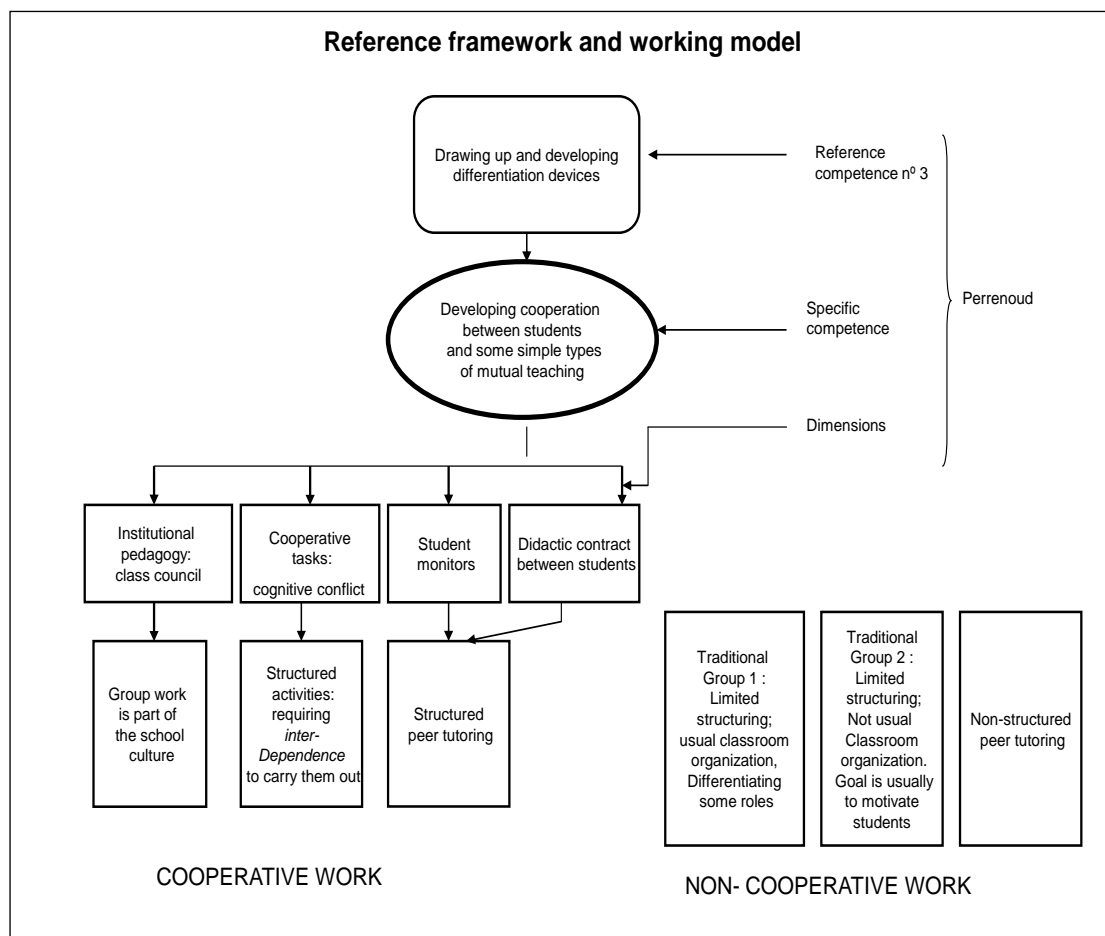 Reference framework and working model
Drawing up and developing
differentiation devices
Reference
competence nº 3
Developing cooperation
between students
and some simple types
of mutual teaching
Specific
competence
Perrenoud
Dimensions
Institutional
pedagogy:
class council
Cooperative
tasks:
cognitive conflict
Student
monitors
Didactic contract
between students
Group work
is part of
the school
culture
Structured
activities:
requiring
inter-
Dependence
to carry them out
Structured
peer tutoring
Traditional
Group 1 :
Limited
structuring;
usual classroom
organization,
Differentiating
some roles
Traditional
Group 2 :
Limited
structuring;
Not usual
Classroom
organization.
Goal is usually
to motivate
students
Non-structured
peer tutoring
COOPERATIVE WORK
NON- COOPERATIVE WORK